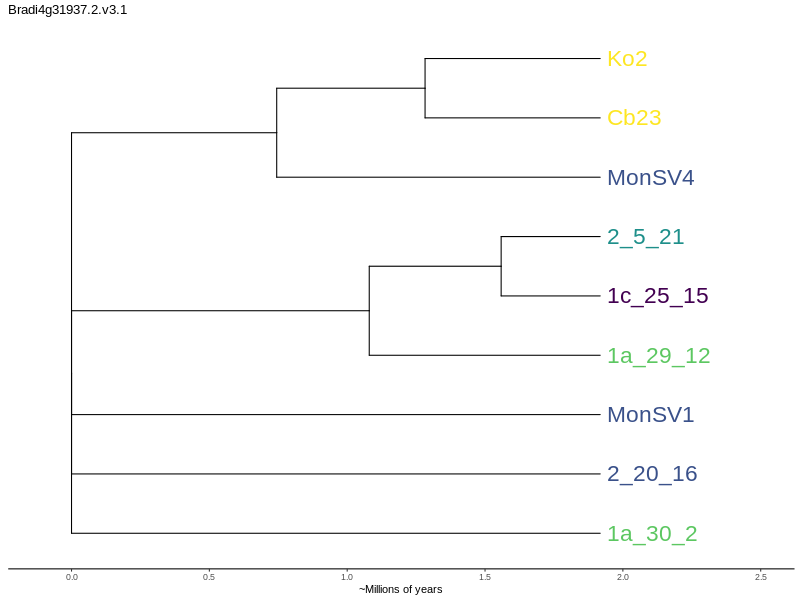 Bradi4g31937.2.v3.1
Ko2
Cb23
MonSV4
2_5_21
1c_25_15
1a_29_12
MonSV1
2_20_16
1a_30_2
0.0 0.5 1.0 1.5 2.0 2.5
~Millions of years